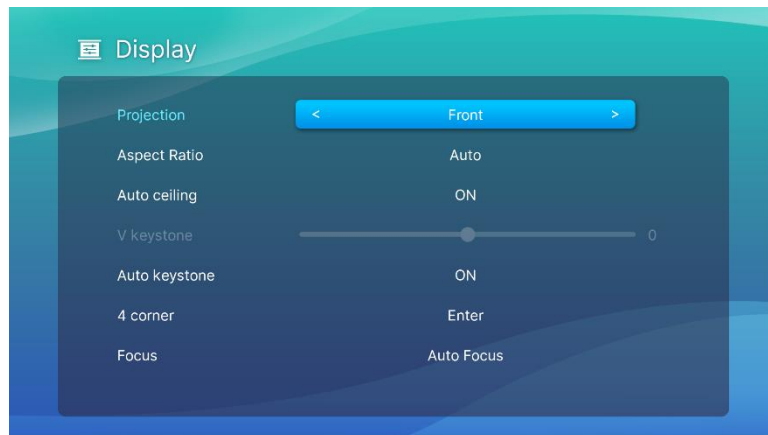 Display
Projection < Front >
Aspect Ratio Auto
Auto ceiling ON
V keystone 0
Auto keystone ON
4 corner Enter
Focus Auto Focus